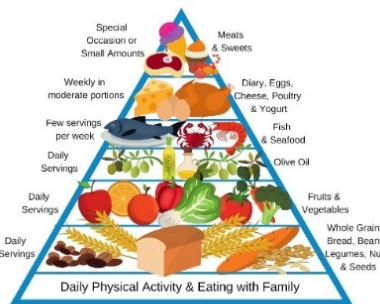 Special
Occasion or
Small Amounts
Meats
& Sweets
Weekly in
moderate portions
Diary, Eggs,
Cheese, Poultry
& Yogurt
Few servings
per week
Fish
& Seafood
Daily
Servings
Olive Oil
Daily
Servings
Fruits &
Vegetables
Daily
Servings
Whole Grain
Bread, Bean
Legumes, Nu
& Seeds
Daily Physical Activity & Eating with Family